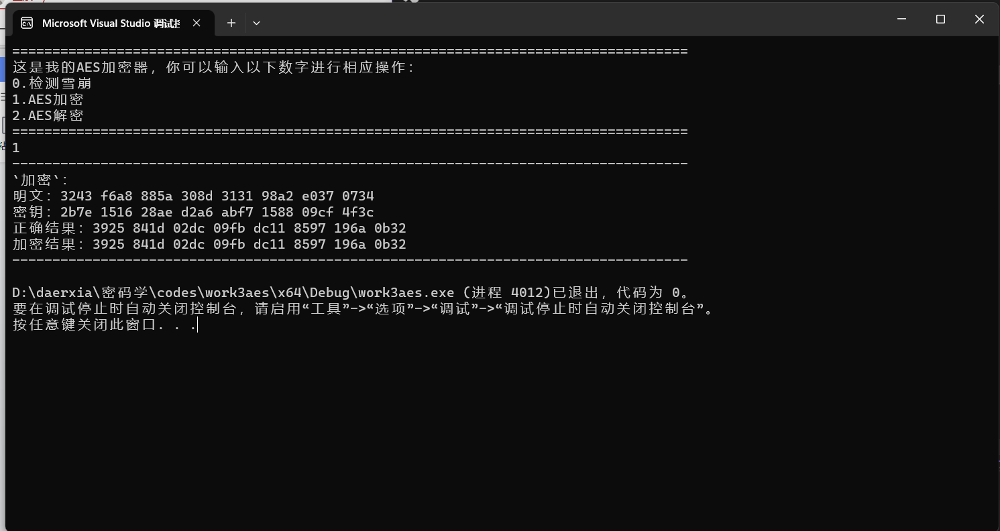 Microsoft Visual Studio 调试
================================================================================
这是我的AES加密器，你可以输入以下数字进行相应操作：
0.检测雪崩
1.AES加密
2.AES解密
================================================================================
1
--------------------------------------------------------------------------------
`加密`：
明文：3243 f6a8 885a 308d 3131 98a2 e037 0734
密钥：2b7e 1516 28ae d2a6 abf7 1588 09cf 4f3c
正确结果：3925 841d 02dc 09fb dc11 8597 196a 0b32
加密结果：3925 841d 02dc 09fb dc11 8597 196a 0b32
--------------------------------------------------------------------------------
D:\daerxia\密码学\codes\work3aes\x64\Debug\work3aes.exe (进程 4012)已退出，代码为 0。
要在调试停止时自动关闭控制台，请启用“工具”->“选项”->“调试”->“调试停止时自动关闭控制台”。
按任意键关闭此窗口. . .